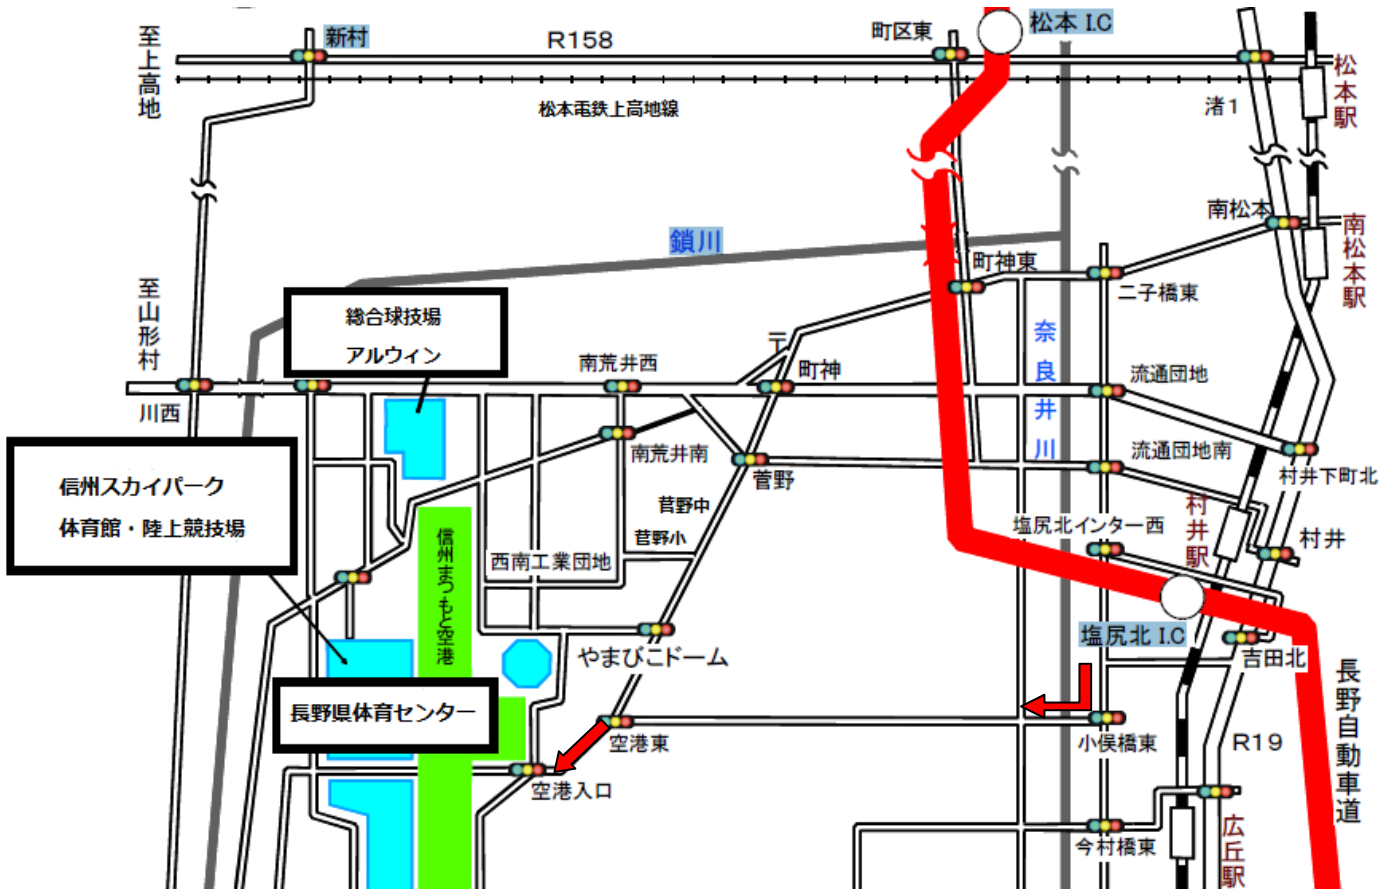 至上高地
新村
R158
町区東
松本 I.C
松本駅
松本電鉄上高地線
渚1
南松本
南松本駅
鎖川
町神東
二子橋東
至山形村
総合球技場
アルウィン
奈良井川
南荒井西
町神
流通団地
川西
南荒井南
菅野
流通団地南
村井下町北
信州スカイパーク
体育館・陸上競技場
菅野中
菅野小
塩尻北インター西
村井駅
村井
信州まつもと空港
西南工業団地
塩尻北 I.C
吉田北
やまびこドーム
長野自動車道
長野県体育センター
空港東
小俣橋東
R19
空港入口
今村橋東
広丘駅